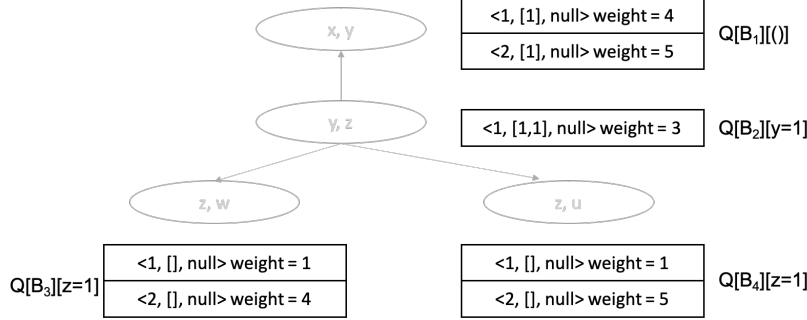 x, y
<1, [1], null> weight = 4
<2, [1], null> weight = 5
Q[B₁][()]
y, z
<1, [1,1], null> weight = 3
Q[B₂][y=1]
z, w
z, u
Q[B₃][z=1]
<1, [], null> weight = 1
<2, [], null> weight = 4
<1, [], null> weight = 1
<2, [], null> weight = 5
Q[B₄][z=1]